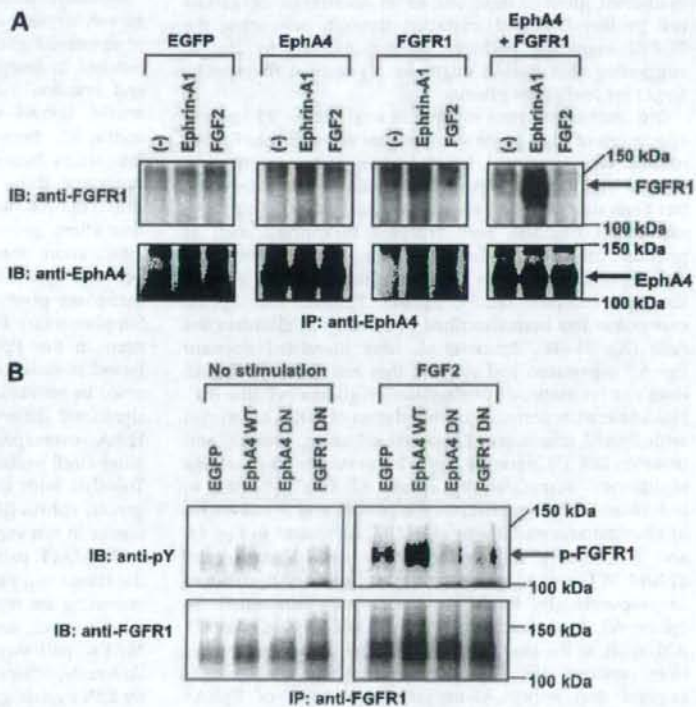 A
EGFP
EphA4
FGFR1
EphA4
+ FGFR1
(-)
Ephrin-A1
FGF2
(-)
Ephrin-A1
FGF2
(-)
Ephrin-A1
FGF2
(-)
Ephrin-A1
FGF2
IB: anti-FGFR1
150 kDa
FGFR1
100 kDa
IB: anti-EphA4
150 kDa
EphA4
100 kDa
IP: anti-EphA4
B
No stimulation
FGF2
EGFP
EphA4 WT
EphA4 DN
FGFR1 DN
EGFP
EphA4 WT
EphA4 DN
FGFR1 DN
IB: anti-pY
150 kDa
p-FGFR1
100 kDa
IB: anti-FGFR1
150 kDa
100 kDa
IP: anti-FGFR1